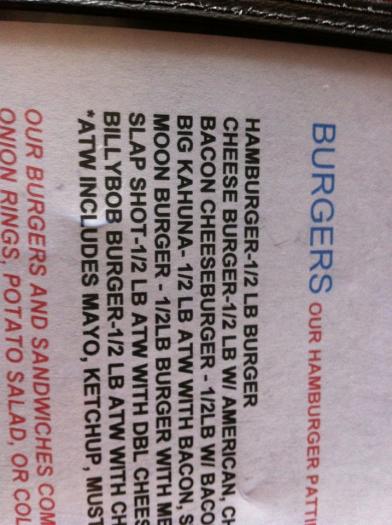 BURGERS OUR HAMBURGER PATTI
HAMBURGER-1/2 LB BURGER
CHEESE BURGER-1/2 LB W/ AMERICAN, CH
BACON CHEESEBURGER - 1/2LB W/ BACO
BIG KAHUNA- 1/2 LB ATW WITH BACON, S
MOON BURGER - 1/2LB BURGER WITH ME
SLAP SHOT-1/2 LB ATW WITH DBL CHEES
BILLYBOB BURGER-1/2 LB ATW WITH CH
*ATW INCLUDES MAYO, KETCHUP, MUST
OUR BURGERS AND SANDWICHES COM
ONION RINGS, POTATO SALAD, OR COL